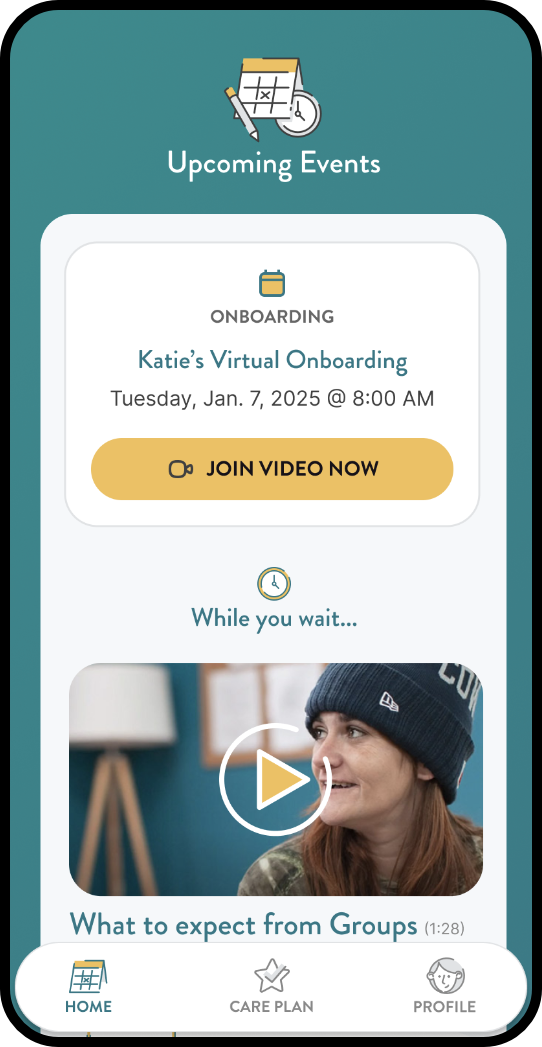 Upcoming Events
ONBOARDING
Katie’s Virtual Onboarding
Tuesday, Jan. 7, 2025 @ 8:00 AM
JOIN VIDEO NOW
While you wait...
COW
What to expect from Groups (1:28)
HOME
CARE PLAN
PROFILE